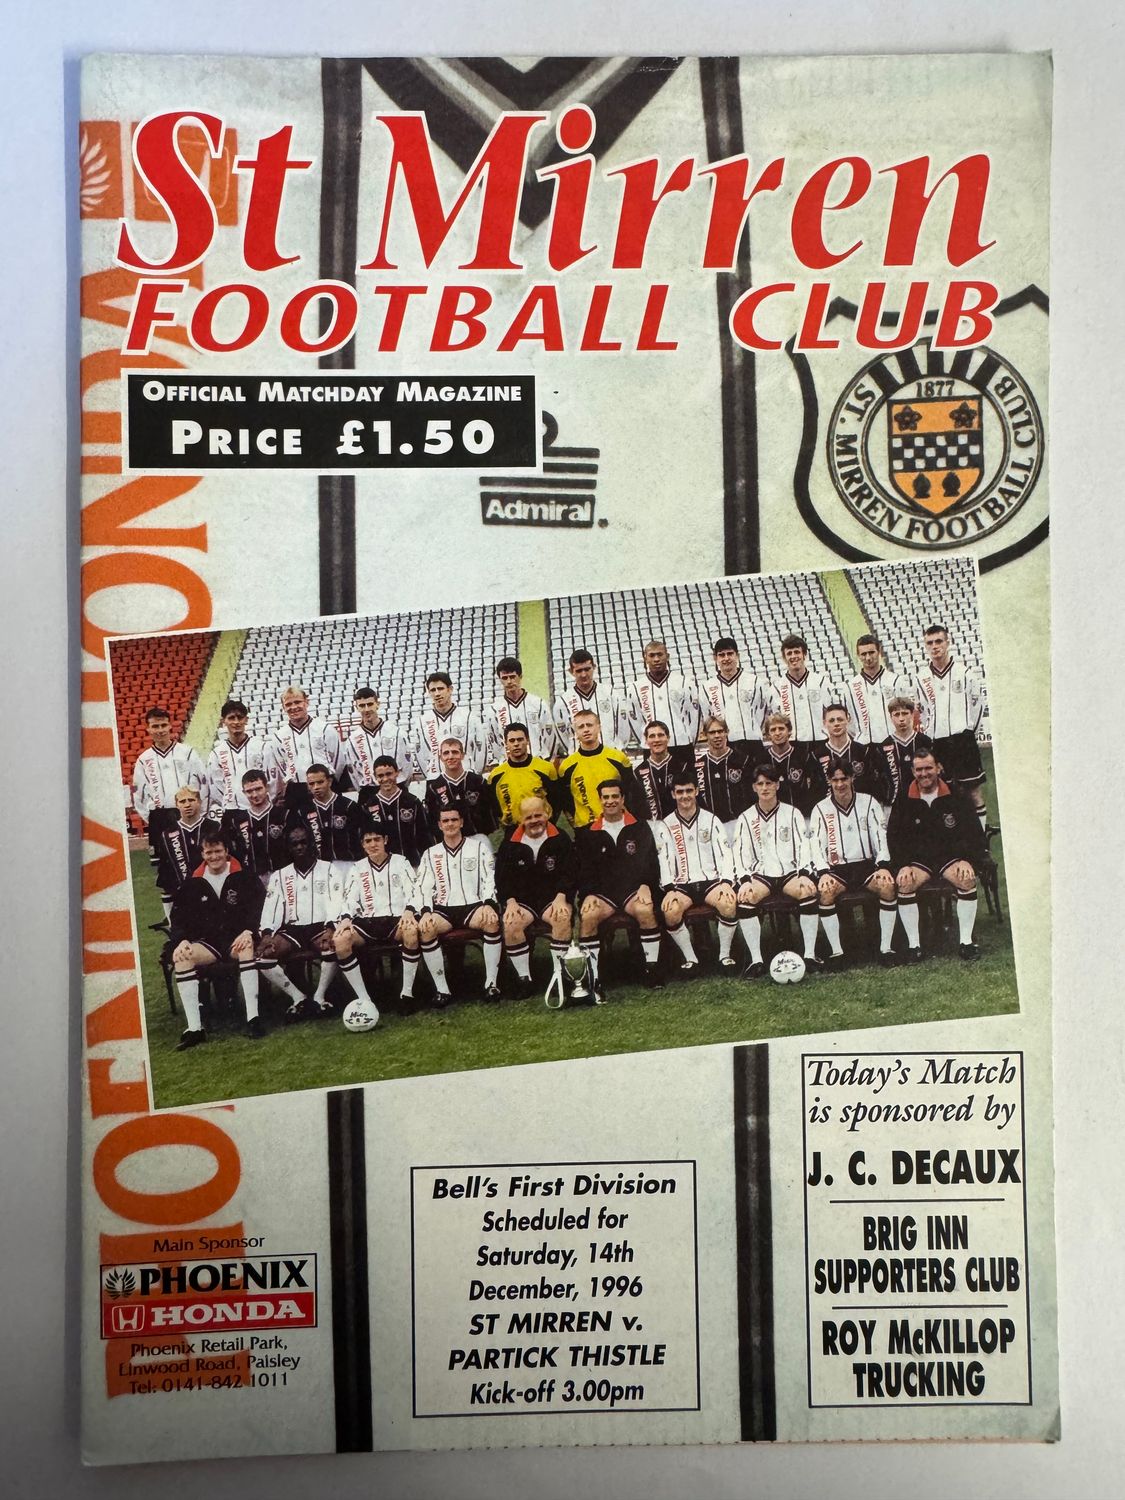 St Mirren
FOOTBALL CLUB
OFFICIAL MATCHDAY MAGAZINE
PRICE £1.50
Admiral
1877
ST. MIRREN FOOTBALL CLUB
Today's Match
is sponsored by
J. C. DECAUX
BRIG INN
SUPPORTERS CLUB
ROY McKILLOP
TRUCKING
Bell's First Division
Scheduled for
Saturday, 14th
December, 1996
ST MIRREN v.
PARTICK THISTLE
Kick-off 3.00pm
Main Sponsor
PHOENIX
HONDA
Phoenix Retail Park,
Linwood Road, Paisley
Tel: 0141-842 1011